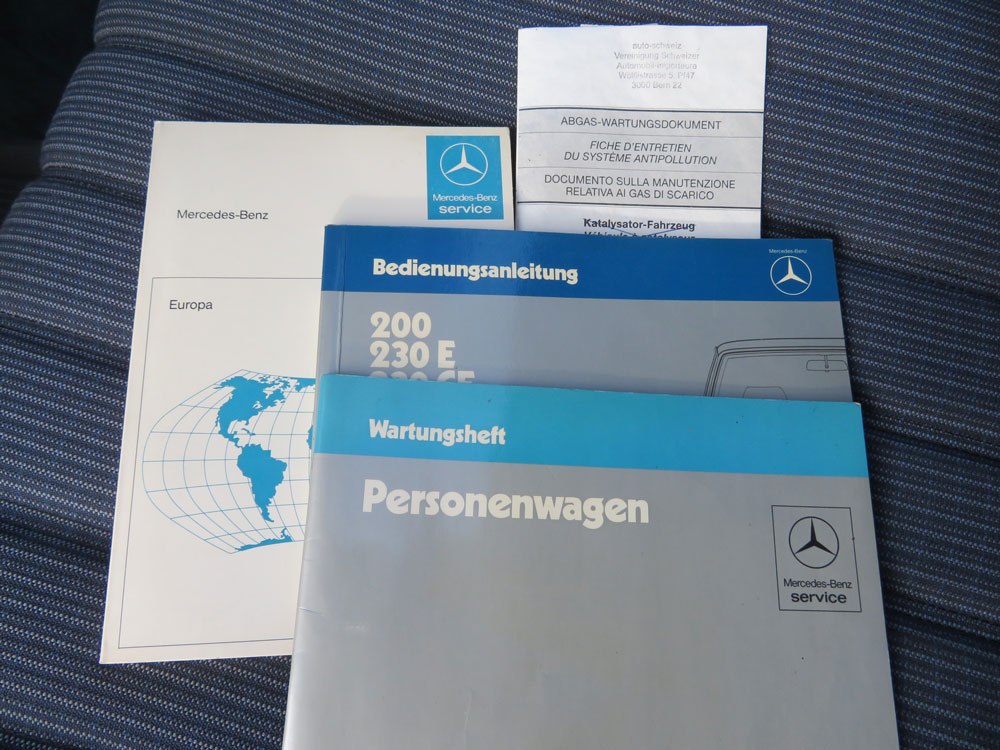 auto-schweiz
Vereinigung Schweizer
Automobil-Importeure
3000 Bern 22
ABGAS-WARTUNGSDOKUMENT
FICHE D'ENTRETIEN
DU SYSTÈME ANTIPOLLUTION
DOCUMENTO SULLA MANUTENZIONE
RELATIVA AI GAS DI SCARICO
Katalysator-Fahrzeug
Mercedes-Benz
service
Mercedes-Benz
Europa
Bedienungsanleitung
Mercedes-Benz
200
230 E
Wartungsheft
Personenwagen
Mercedes-Benz
service